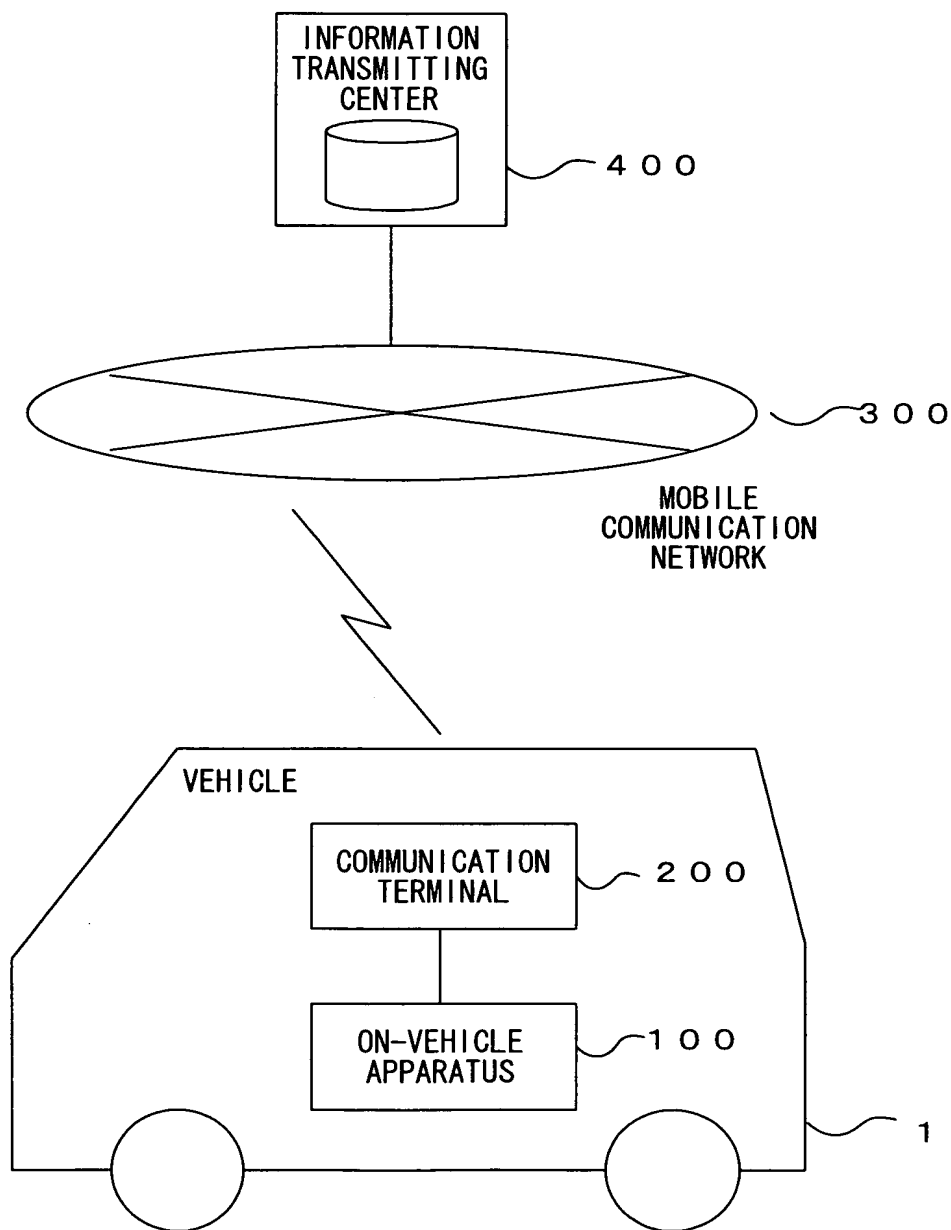 INFORMATION
TRANSMITTING
CENTER
400
300
MOBILE
COMMUNICATION
NETWORK
VEHICLE
COMMUNICATION
TERMINAL
200
ON-VEHICLE
APPARATUS
100
1